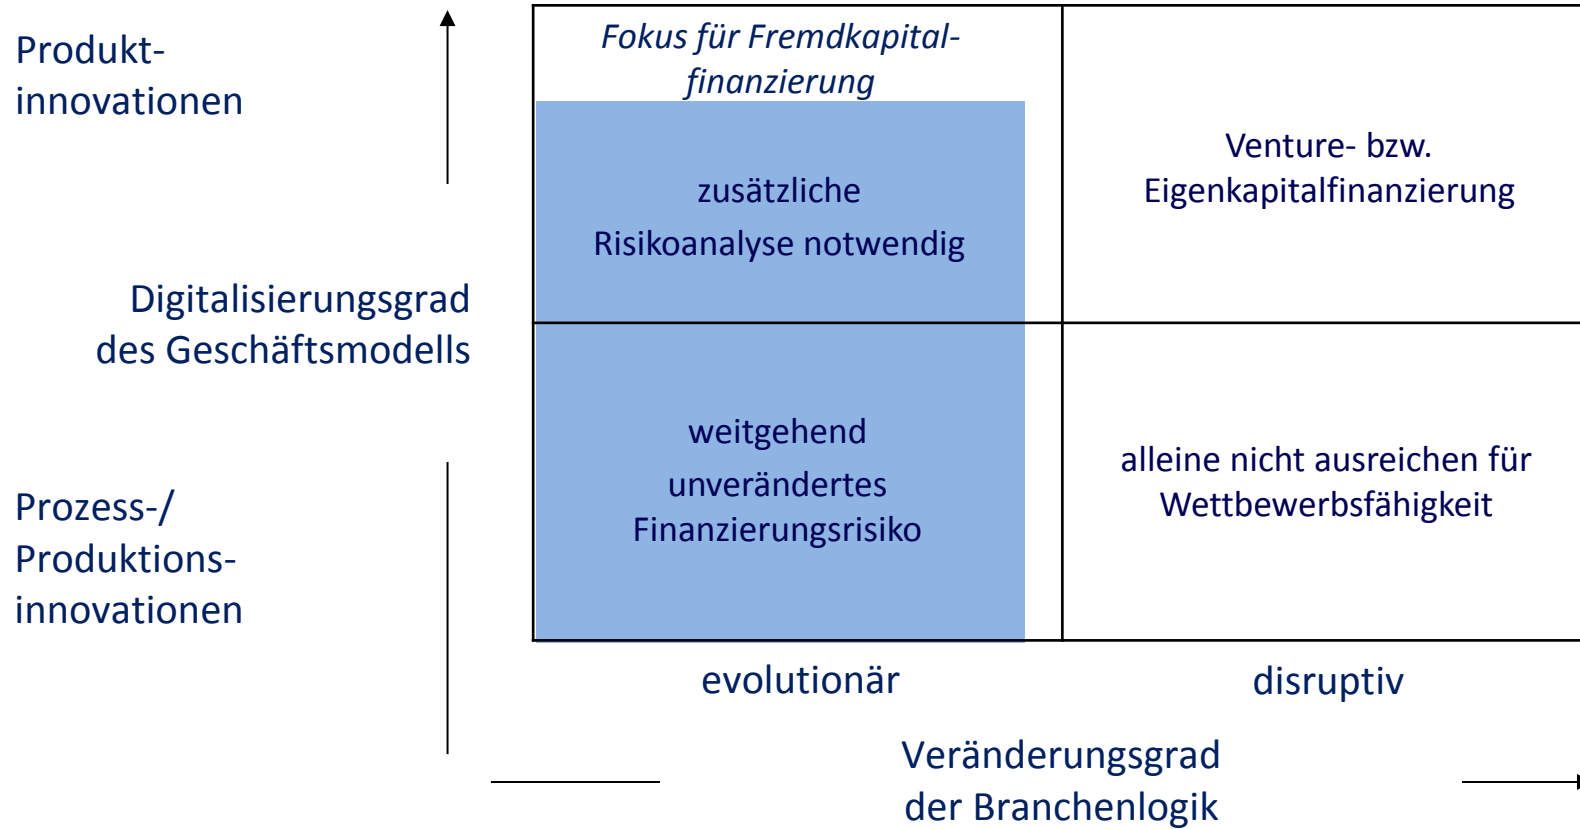 Produkt-
innovationen
Fokus für Fremdkapital-
finanzierung
zusätzliche
Risikoanalyse notwendig
Venture- bzw.
Eigenkapitalfinanzierung
Digitalisierungsgrad
des Geschäftsmodells
Prozess-/
Produktions-
innovationen
weitgehend
unverändertes
Finanzierungsrisiko
alleine nicht ausreichen für
Wettbewerbsfähigkeit
evolutionär
disruptiv
Veränderungsgrad
der Branchenlogik